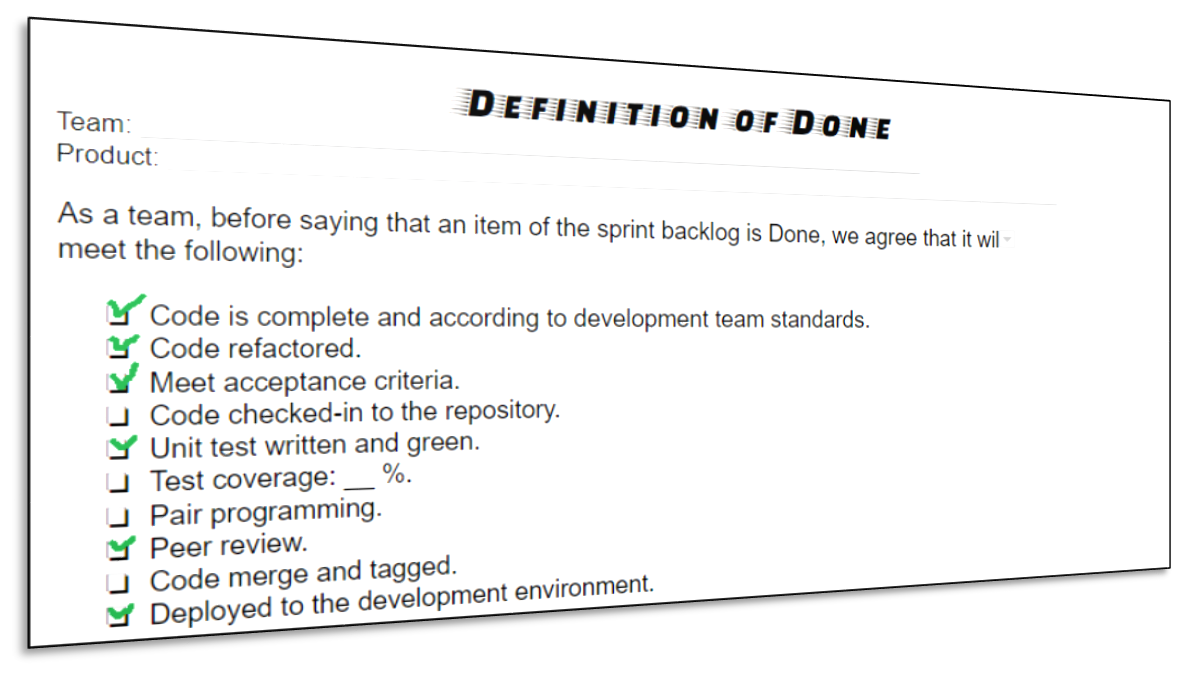 DEFINITION OF DONE
Team:
Product:
As a team, before saying that an item of the sprint backlog is Done, we agree that it wil
meet the following:
Code is complete and according to development team standards.
Code refactored.
Meet acceptance criteria.
Code checked-in to the repository.
Unit test written and green.
Test coverage: __ %.
Pair programming.
Peer review.
Code merge and tagged.
Deployed to the development environment.